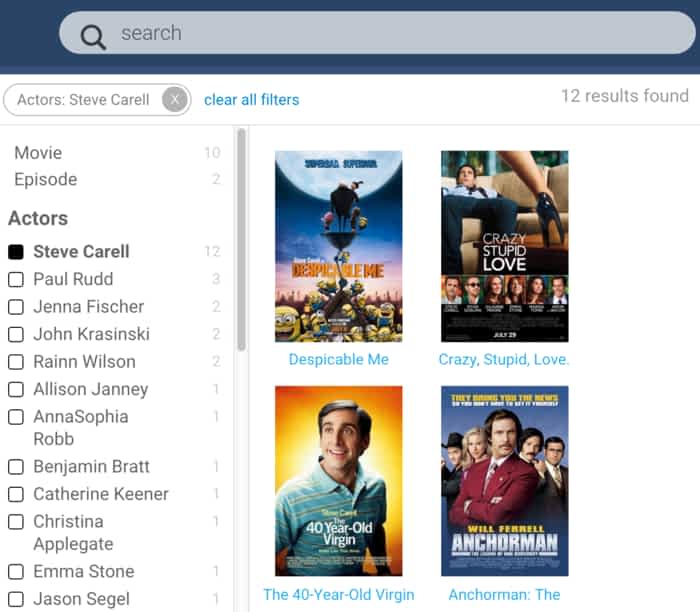 search
Actors: Steve Carell X
clear all filters
12 results found
Movie 10
Episode 2
Actors
Steve Carell 12
Paul Rudd 3
Jenna Fischer 2
John Krasinski 2
Rainn Wilson 2
Allison Janney 1
AnnaSophia 1
Robb
Benjamin Bratt 1
Catherine Keener 1
Christina 1
Applegate
Emma Stone 1
Jason Segel 1
SUPERBAD. SUPERDAD.
Steve Carell
DESPICABLE ME
Despicable Me
CRAZY
STUPID
LOVE
JULY 29
Crazy, Stupid, Love.
Steve Carell
The
40 Year-Old
Virgin
The 40-Year-Old Virgin
THEY BRING YOU THE NEWS
SO YOU DON'T HAVE TO GET IT YOURSELF
WILL FERRELL
ANCHORMAN
Anchorman: The